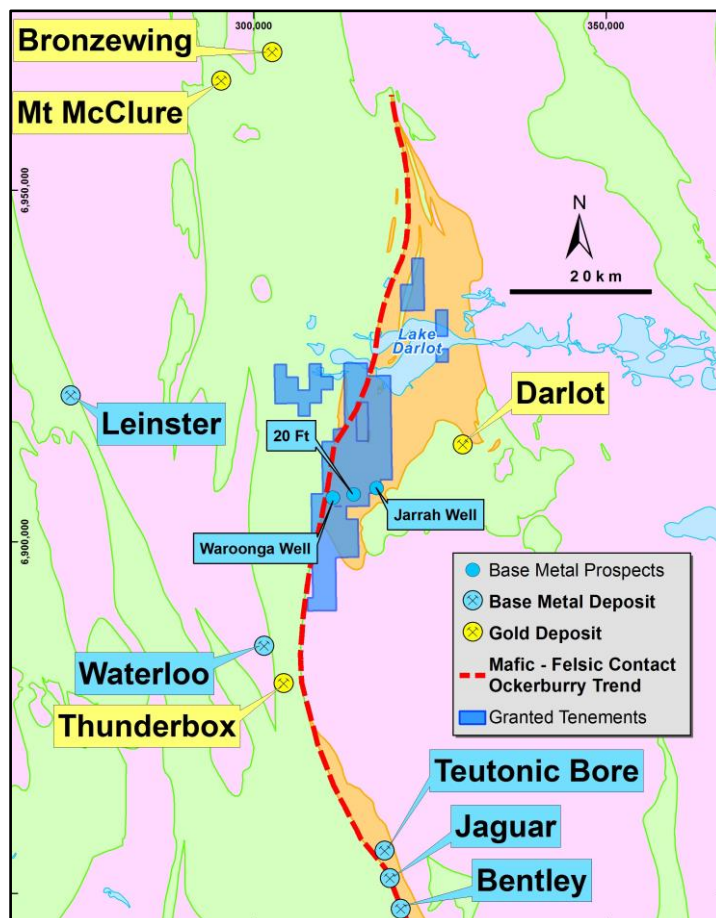 300,000
350,000
Bronzewing
Mt McClure
6,950,000
N
20km
Lake
Darlot
Leinster
Darlot
20 Ft
Jarrah Well
Waroonga Well
6,900,000
Base Metal Prospects
Base Metal Deposit
Gold Deposit
Mafic - Felsic Contact
Ockerburry Trend
Granted Tenements
Waterloo
Thunderbox
Teutonic Bore
Jaguar
Bentley